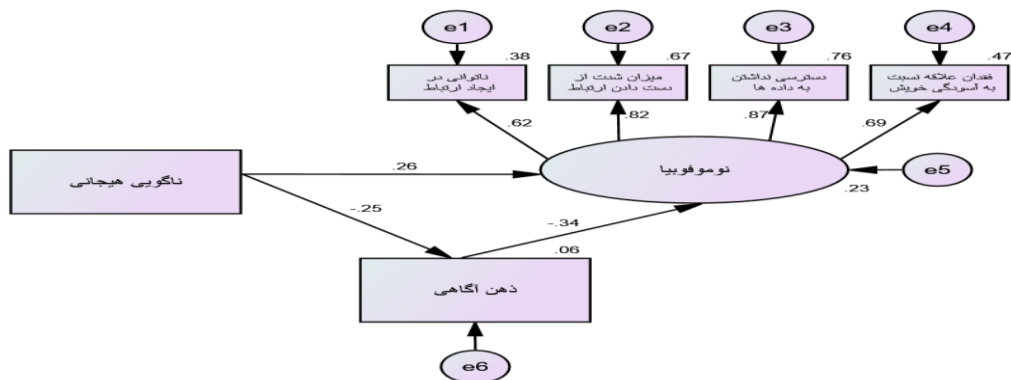 e1
e2
e3
e4
.38
.67
.76
.47
ناتوانی در
ایجاد ارتباط
میزان شدت از
دست دادن ارتباط
دسترسی نداشتن
به داده ها
فقدان علاقه نسبت
به آسودگی خویش
.62
.82
.87
.69
ناگویی هیجانی
.26
نوموفوبیا
e5
.23
-.25
-.34
.06
ذهن آگاهی
e6